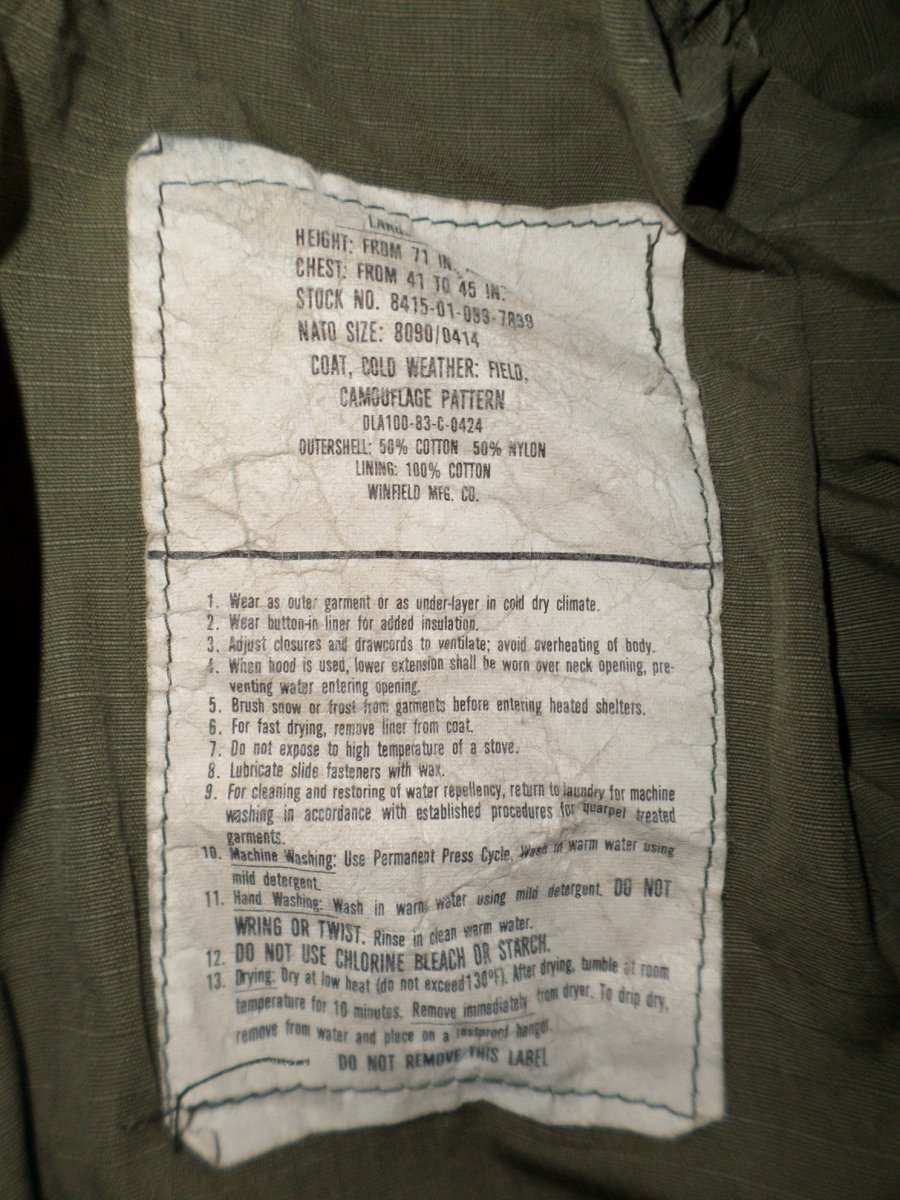 HEIGHT: FROM 71 IN.
CHEST: FROM 41 TO 45 IN.
STOCK NO. 8415-01-099-7839
NATO SIZE: 8090/0414
COAT, COLD WEATHER: FIELD,
CAMOUFLAGE PATTERN
DLA100-83-C-0424
OUTERSHELL: 50% COTTON 50% NYLON
LINING: 100% COTTON
WINFIELD MFG. CO.
1. Wear as outer garment or as under-layer in cold dry climate.
2. Wear button-in liner for added insulation.
3. Adjust closures and drawcords to ventilate; avoid overheating of body.
4. When hood is used, lower extension shall be worn over neck opening, pre-
venting water entering opening.
5. Brush snow or frost from garments before entering heated shelters.
6. For fast drying, remove liner from coat.
7. Do not expose to high temperature of a stove.
8. Lubricate slide fasteners with wax.
9. For cleaning and restoring of water repellency, return to laundry for machine
washing in accordance with established procedures for quarpel treated
garments.
10. Machine Washing: Use Permanent Press Cycle. Wash in warm water using
mild detergent.
11. Hand Washing: Wash in warm water using mild detergent. DO NOT
WRING OR TWIST. Rinse in clean warm water.
12. DO NOT USE CHLORINE BLEACH OR STARCH.
13. Drying: Dry at low heat (do not exceed 130°F). After drying, tumble at room
temperature for 10 minutes. Remove immediately from dryer. To drip dry,
remove from water and place on a rustproof hanger.
DO NOT REMOVE THIS LABEL